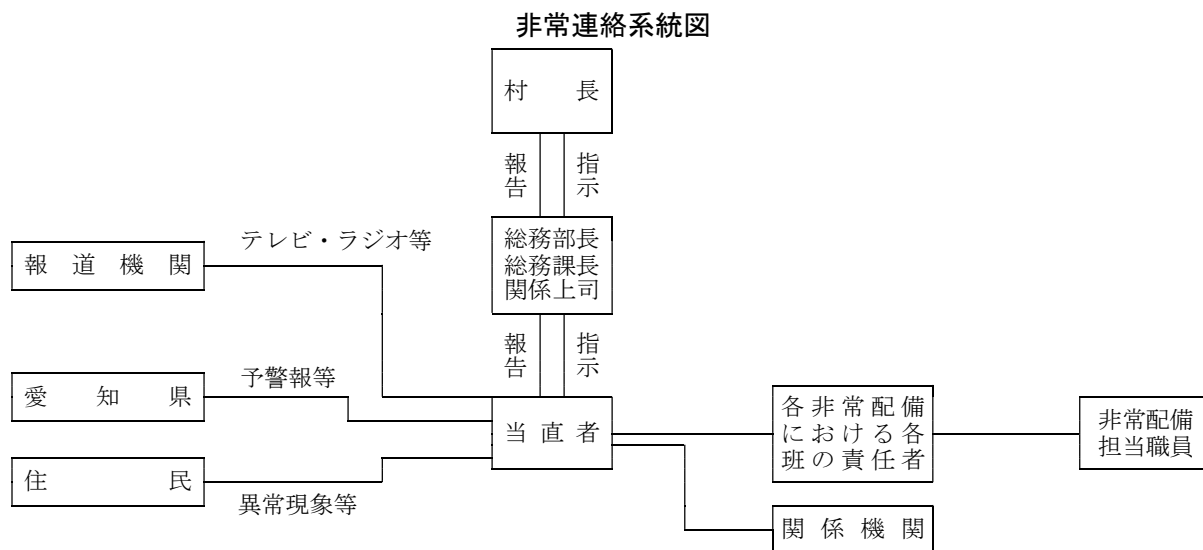 非常連絡系統図
村長
報告
指示
総務部長
総務課長
関係上司
報告
指示
テレビ・ラジオ等
報道機関
予警報等
愛知県
住民
異常現象等
当直者
各非常配備
における各
班の責任者
非常配備
担当職員
関係機関